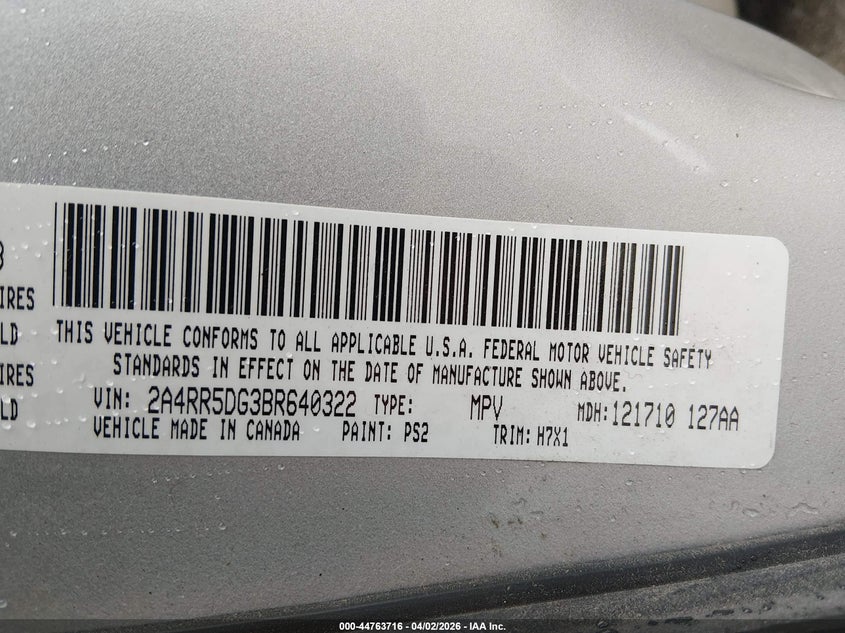 3
IRES
LD
IRES
LD
THIS VEHICLE CONFORMS TO ALL APPLICABLE U.S.A. FEDERAL MOTOR VEHICLE SAFETY
STANDARDS IN EFFECT ON THE DATE OF MANUFACTURE SHOWN ABOVE.
VIN: 2A4RR5DG3BR640322 TYPE: MPV MDH:121710 127AA
VEHICLE MADE IN CANADA PAINT: PS2 TRIM: H7X1
000-44763716 - 04/02/2026 - IAA Inc.